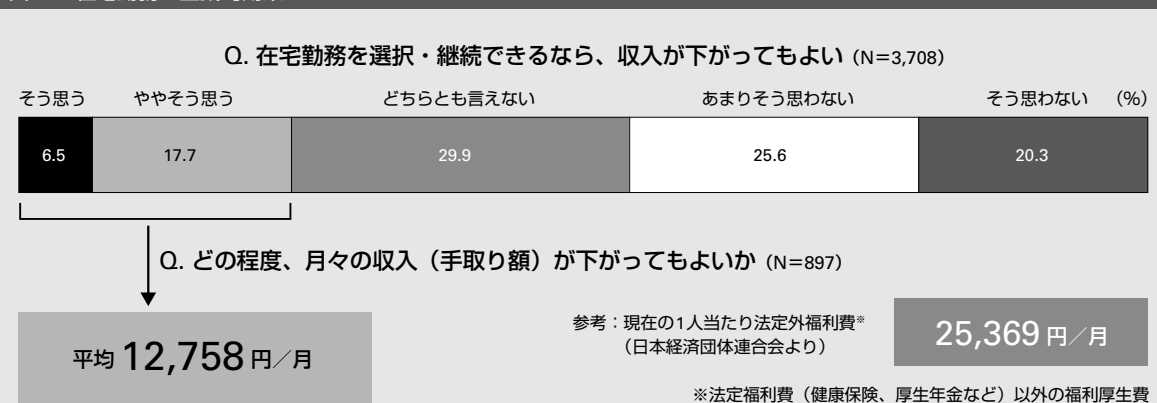 Q. 在宅勤務を選択・継続できるなら、収入が下がってもよい（N＝3,708）
そう思う ややそう思う どちらとも言えない あまりそう思わない そう思わない （%）
6.5 17.7 29.9 25.6 20.3
Q. どの程度、月々の収入（手取り額）が下がってもよいか（N＝897）
平均 12,758 円／月
参考：現在の1人当たり法定外福利費※
（日本経済団体連合会より）
25,369 円／月
※法定福利費（健康保険、厚生年金など）以外の福利厚生費